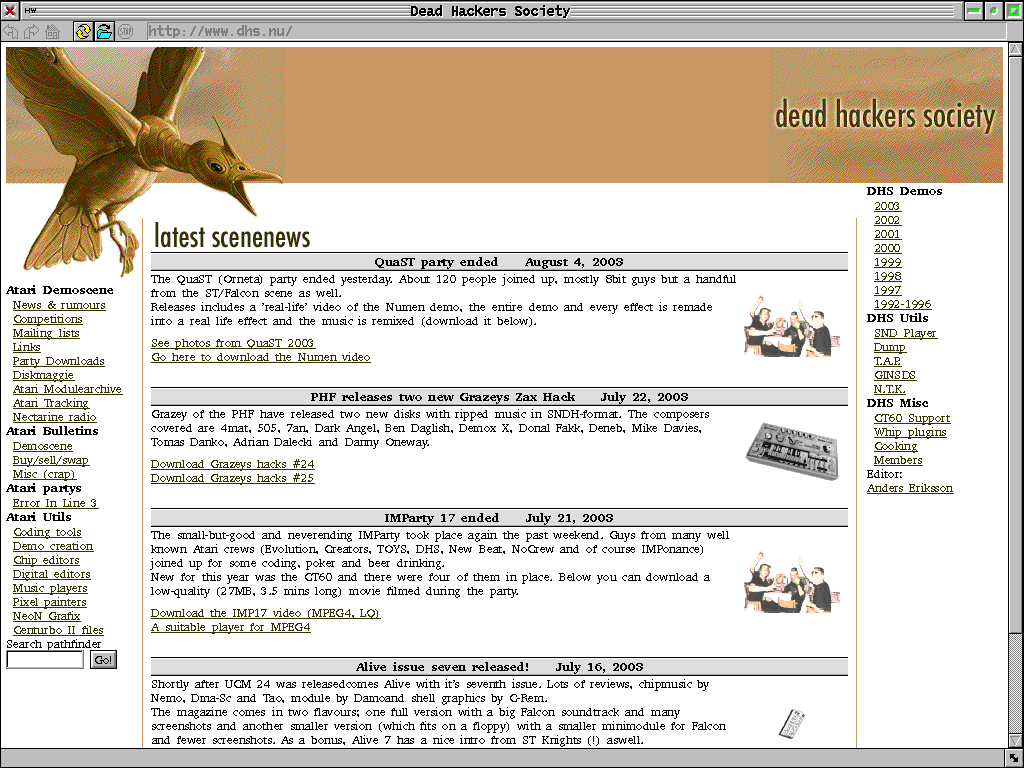 HW
Dead Hackers Society
STOP
http://www.dhs.nu/
dead hackers society
Atari Demoscene
News & rumours
Competitions
Mailing lists
Links
Party Downloads
Diskmaggie
Atari Modulearchive
Atari Tracking
Nectarine radio
Atari Bulletins
Demoscene
Buy/sell/swap
Misc (crap)
Atari partys
Error In Line 3
Atari Utils
Coding tools
Demo creation
Chip editors
Digital editors
Music players
Pixel painters
NeoN Grafix
Centurbo II files
Search pathfinder
Go!
latest scenenews
QuaST party ended August 4, 2003
The QuaST (Orneta) party ended yesterday. About 120 people joined up, mostly 8bit guys but a handful
from the ST/Falcon scene as well.
Releases includes a 'real-life' video of the Numen demo, the entire demo and every effect is remade
into a real life effect and the music is remixed (download it below).
See photos from QuaST 2003
Go here to download the Numen video
PHF releases two new Grazeys Zax Hack July 22, 2003
Grazey of the PHF have released two new disks with ripped music in SNDH-format. The composers
covered are 4mat, 505, 7an, Dark Angel, Ben Daglish, Demox X, Donal Fakk, Deneb, Mike Davies,
Tomas Danko, Adrian Dalecki and Danny Oneway.
Download Grazeys hacks #24
Download Grazeys hacks #25
IMParty 17 ended July 21, 2003
The small-but-good and neverending IMParty took place again the past weekend. Guys from many well
known Atari crews (Evolution, Creators, TOYS, DHS, New Beat, NoCrew and of course IMPonance)
joined up for some coding, poker and beer drinking.
New for this year was the CT60 and there were four of them in place. Below you can download a
low-quality (27MB, 3.5 mins long) movie filmed during the party.
Download the IMP17 video (MPEG4, LQ)
A suitable player for MPEG4
Alive issue seven released! July 16, 2003
Shortly after UCM 24 was releasedcomes Alive with it's seventh issue. Lots of reviews, chipmusic by
Nemo, Dma-Sc and Tao, module by Damoand shell graphics by C-Rem.
The magazine comes in two flavours; one full version with a big Falcon soundtrack and many
screenshots and another smaller version (which fits on a floppy) with a smaller minimodule for Falcon
and fewer screenshots. As a bonus, Alive 7 has a nice intro from ST Knights (!) aswell.
DHS Demos
2003
2002
2001
2000
1999
1998
1997
1992-1996
DHS Utils
SND Player
Dump
T.A.P.
GINSDS
N.T.K.
DHS Misc
CT60 Support
Whip plugins
Cooking
Members
Editor:
Anders Eriksson